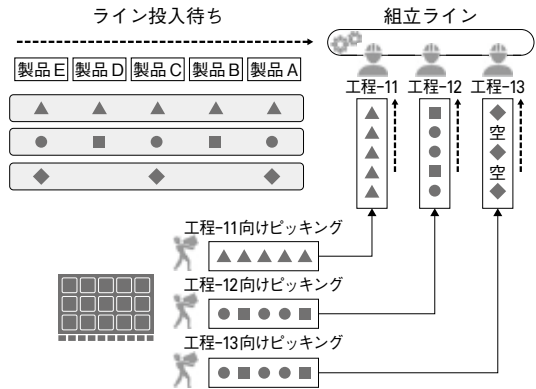 ライン投入待ち
組立ライン
製品E 製品D 製品C 製品B 製品A
工程-11 工程-12 工程-13
空
空
工程-11向けピッキング
工程-12向けピッキング
工程-13向けピッキング